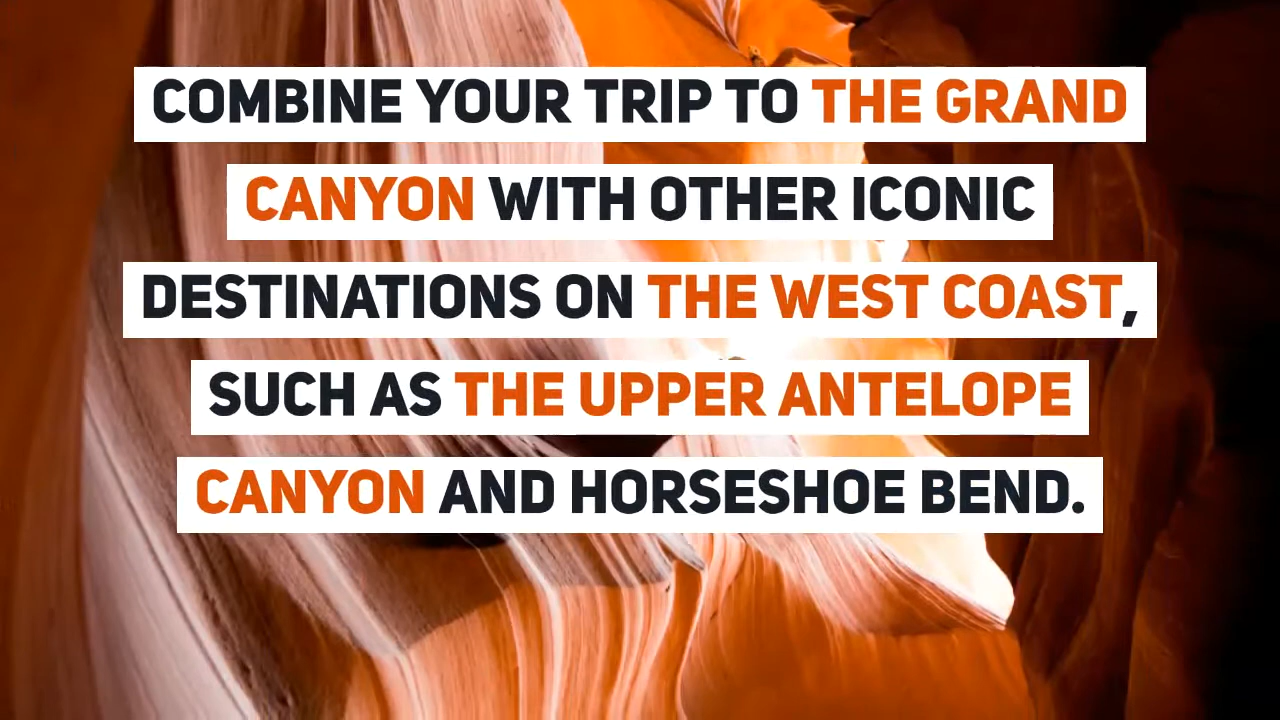 COMBINE YOUR TRIP TO THE GRAND
CANYON WITH OTHER ICONIC
DESTINATIONS ON THE WEST COAST,
SUCH AS THE UPPER ANTELOPE
CANYON AND HORSESHOE BEND.